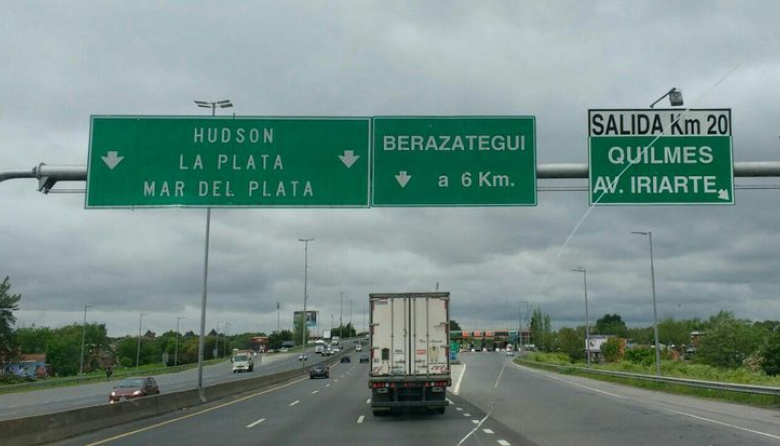 HUDSON
LA PLATA
MAR DEL PLATA
BERAZATEGUI
a 6 Km.
SALIDA Km 20
QUILMES
AV. IRIARTE